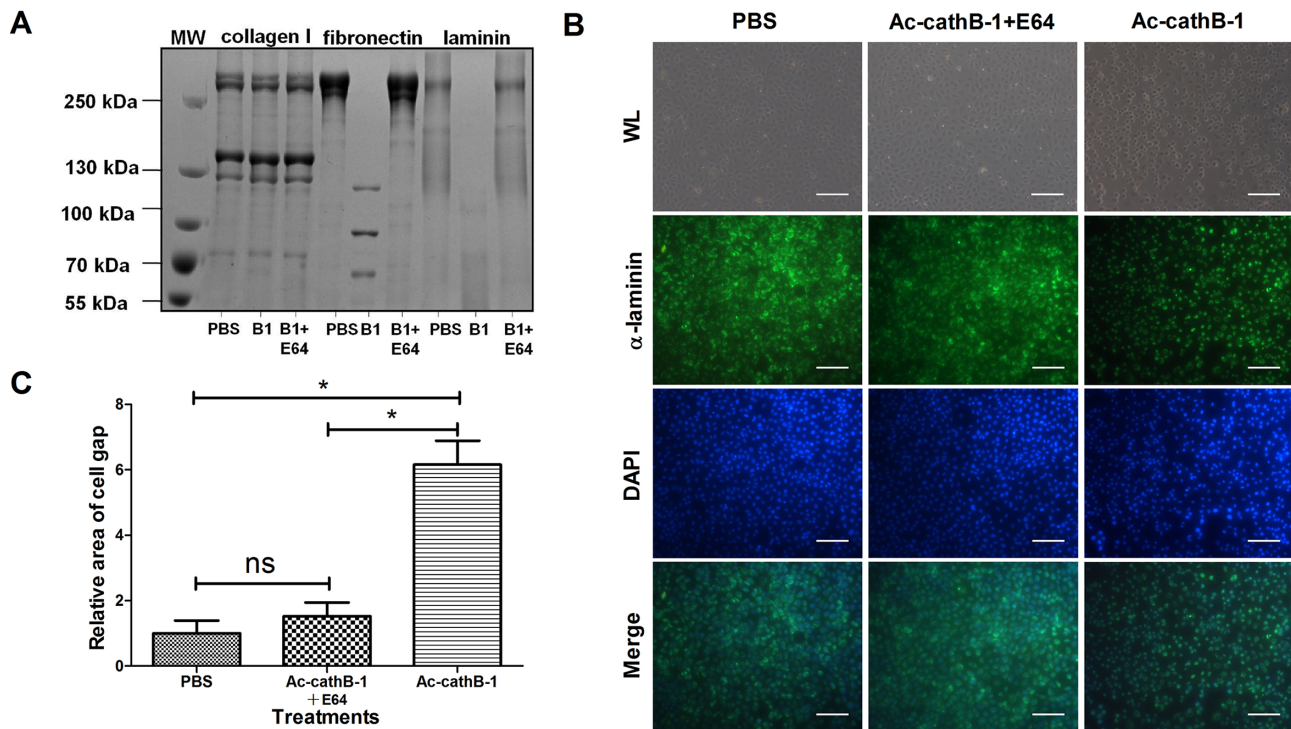 A
MW collagen I fibronectin laminin
250 kDa
130 kDa
100 kDa
70 kDa
55 kDa
PBS B1 B1+ PBS B1 B1+ PBS B1 B1+
E64 E64 E64
B
PBS Ac-cathB-1+E64 Ac-cathB-1
WL
α-laminin
DAPI
Merge
C
Relative area of cell gap
8
6
4
2
0
*
*
ns
PBS Ac-cathB-1 Ac-cathB-1
+E64
Treatments